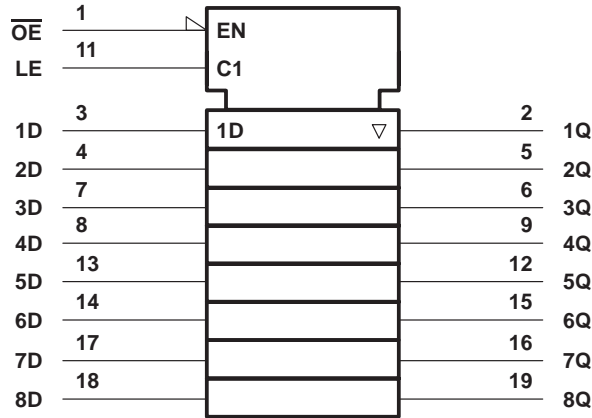 OE 1 EN
LE 11 C1
1D 3 1D ▽ 2 1Q
2D 4 5 2Q
3D 7 6 3Q
4D 8 9 4Q
5D 13 12 5Q
6D 14 15 6Q
7D 17 16 7Q
8D 18 19 8Q